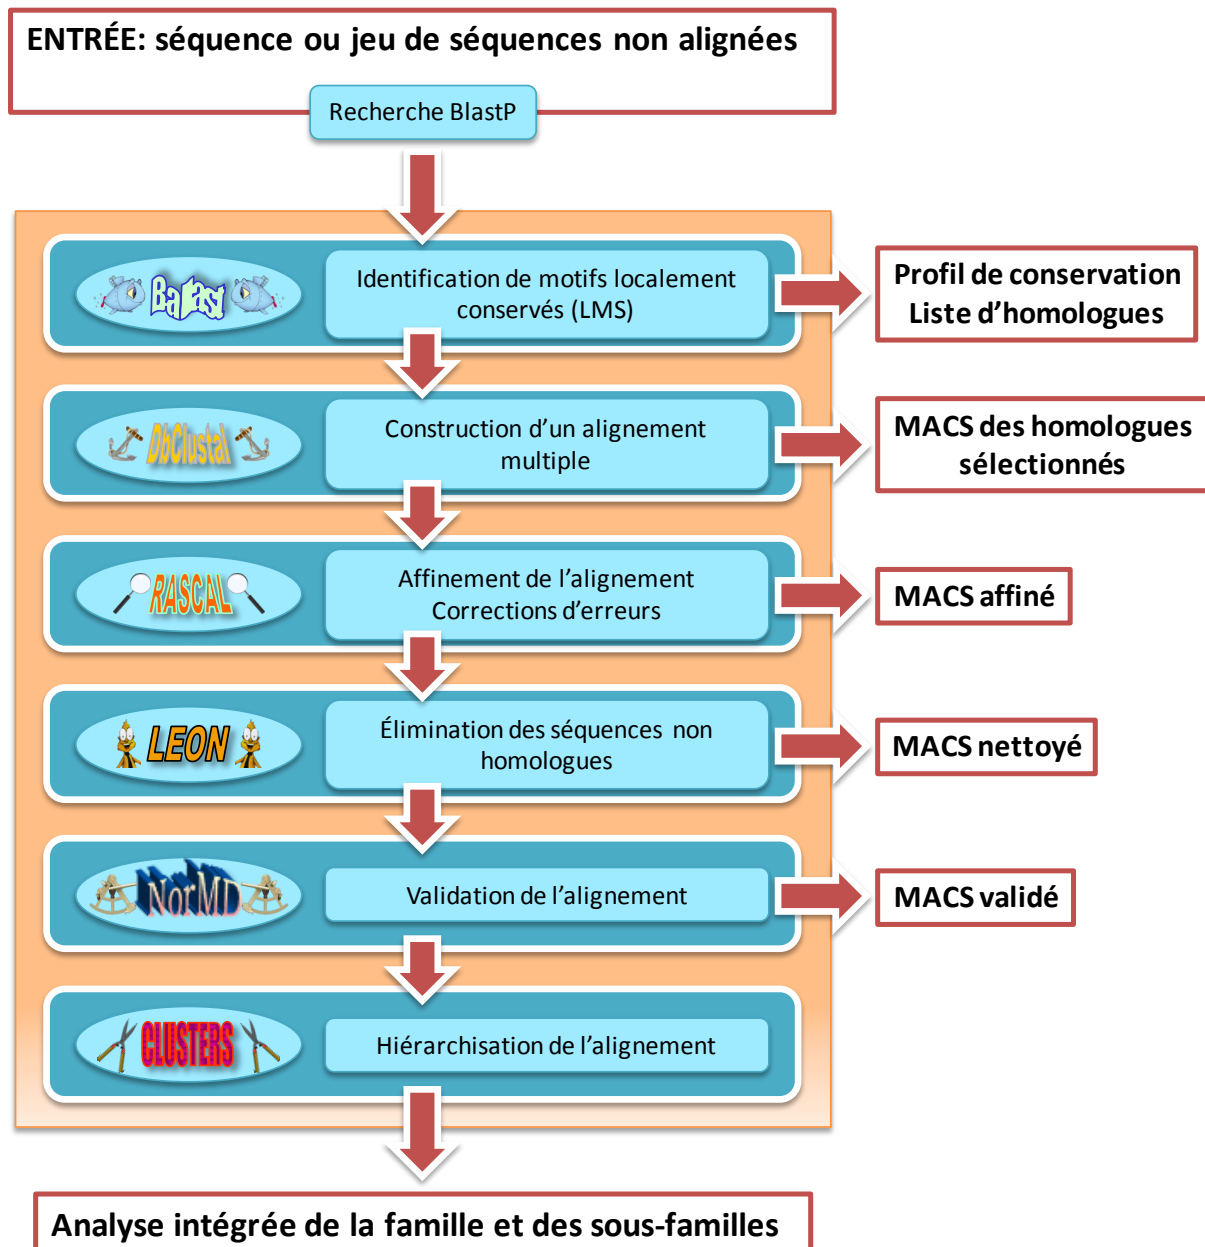 ENTRÉE: séquence ou jeu de séquences non alignées
Recherche BlastP
Ballast
Identification de motifs localement
conservés (LMS)
Profil de conservation
Liste d’homologues
DbClustal
Construction d’un alignement
multiple
MACS des homologues
sélectionnés
RASCAL
Affinement de l’alignement
Corrections d’erreurs
MACS affiné
LEON
Élimination des séquences non
homologues
MACS nettoyé
NorMD
Validation de l’alignement
MACS validé
CLUSTERS
Hiérarchisation de l’alignement
Analyse intégrée de la famille et des sous-familles